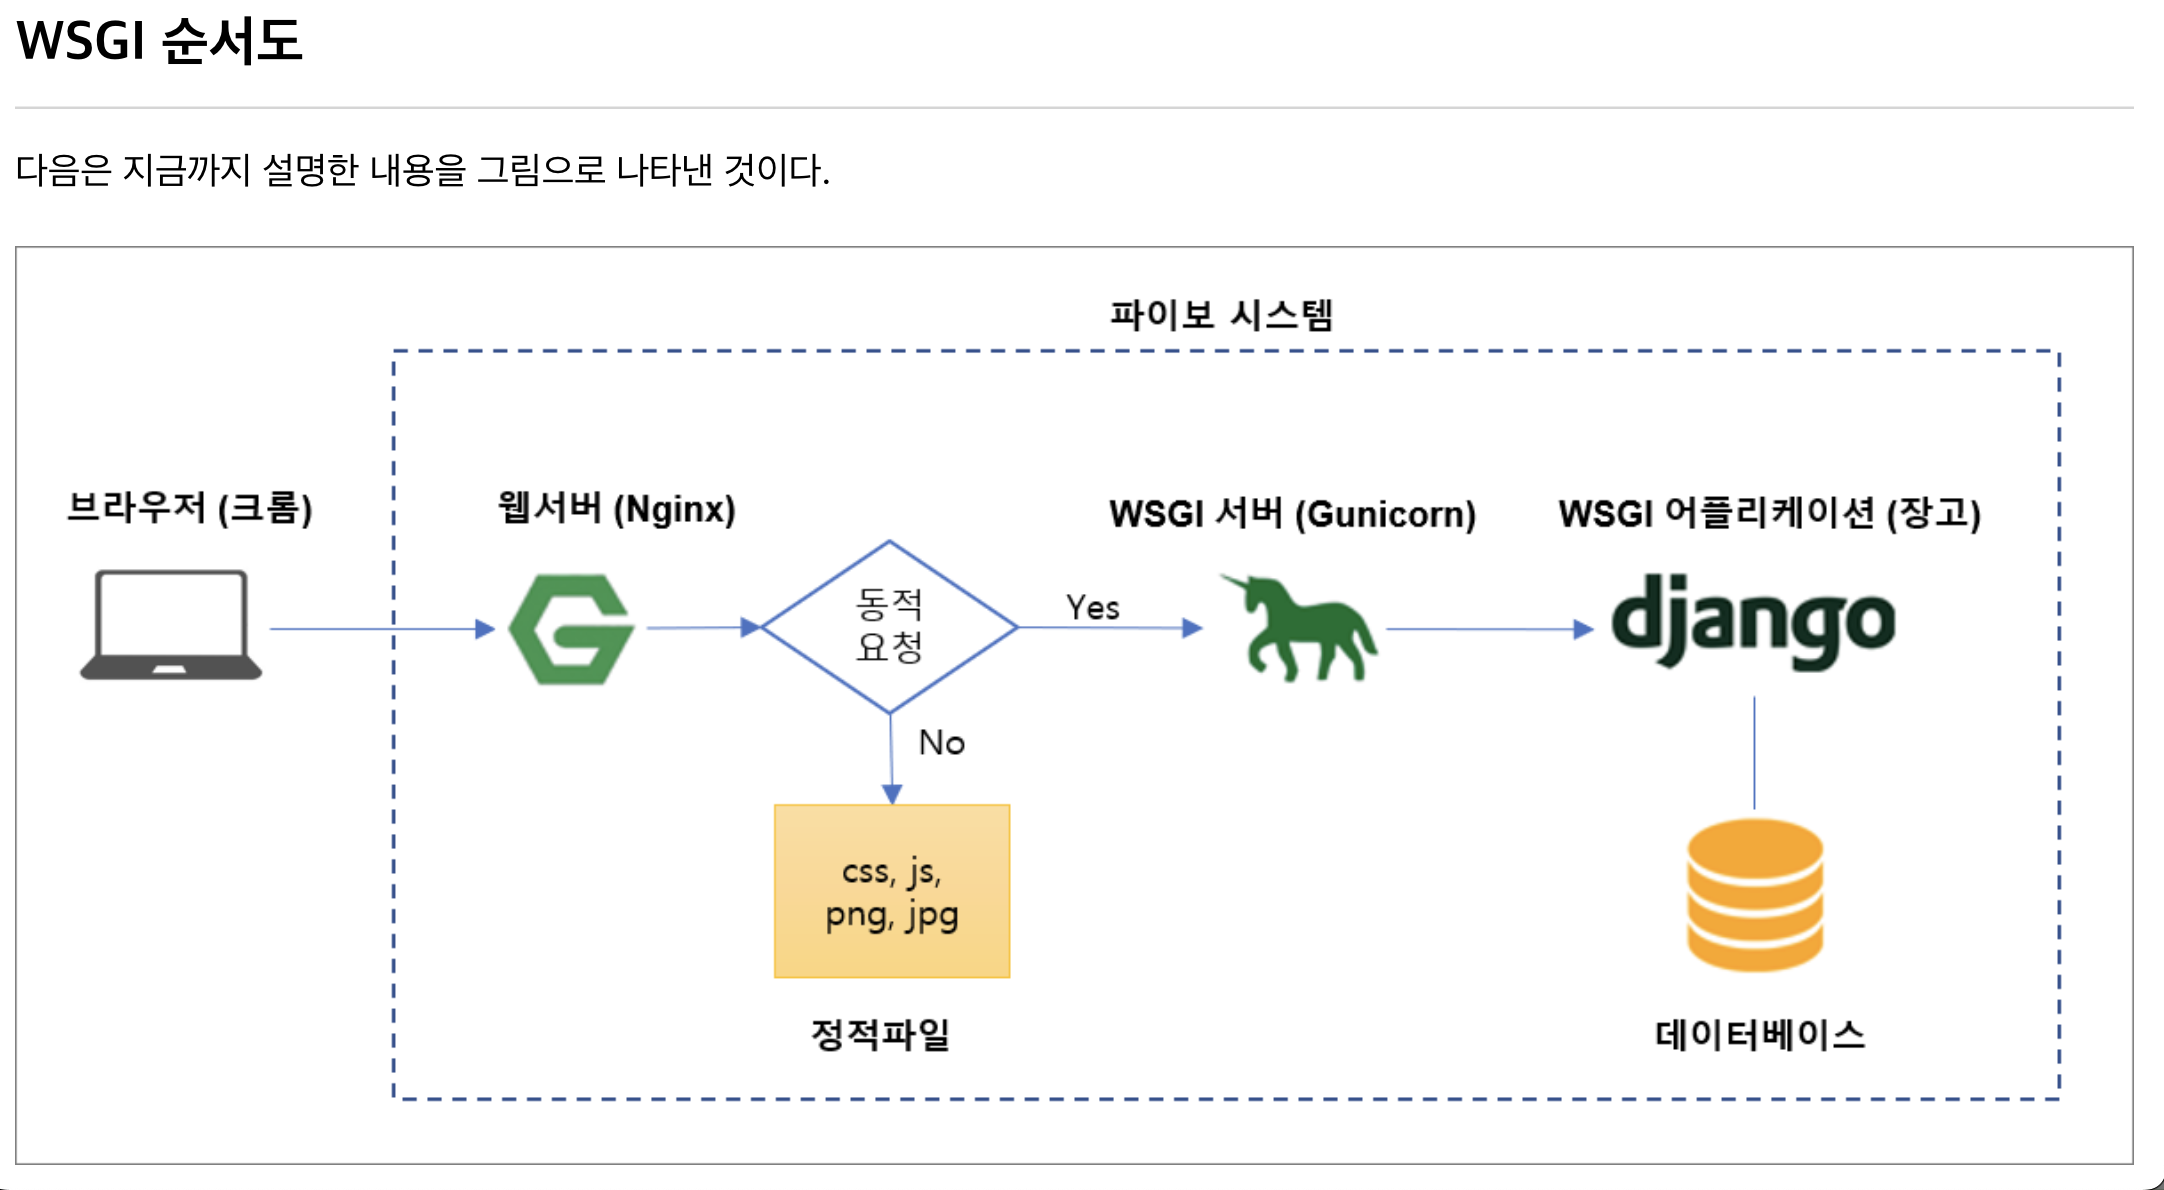 WSGI 순서도
다음은 지금까지 설명한 내용을 그림으로 나타낸 것이다.
파이보 시스템
브라우저 (크롬)
웹서버 (Nginx)
WSGI 서버 (Gunicorn)
WSGI 어플리케이션 (장고)
동적
요청
Yes
django
No
css, js,
png, jpg
정적파일
데이터베이스